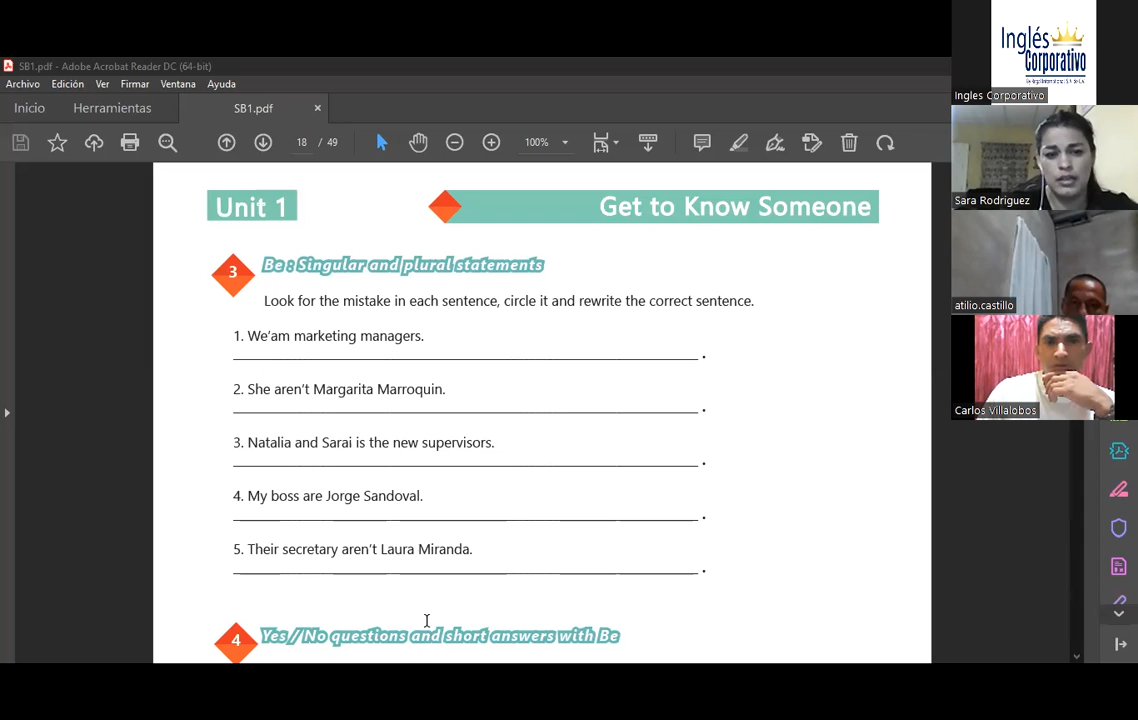 SB1.pdf - Adobe Acrobat Reader DC (64-bit)
Archivo Edición Ver Firmar Ventana Ayuda
Inicio Herramientas SB1.pdf ×
18 / 49 100%
Unit 1 Get to Know Someone
3 Be : Singular and plural statements
Look for the mistake in each sentence, circle it and rewrite the correct sentence.
1. We'am marketing managers.
.
2. She aren't Margarita Marroquin.
.
3. Natalia and Sarai is the new supervisors.
.
4. My boss are Jorge Sandoval.
.
5. Their secretary aren't Laura Miranda.
.
4 Yes / No questions and short answers with Be
Inglés
Corporativo
Ingles Corporativo
Sara Rodriguez
atilio.castillo
Carlos Villalobos